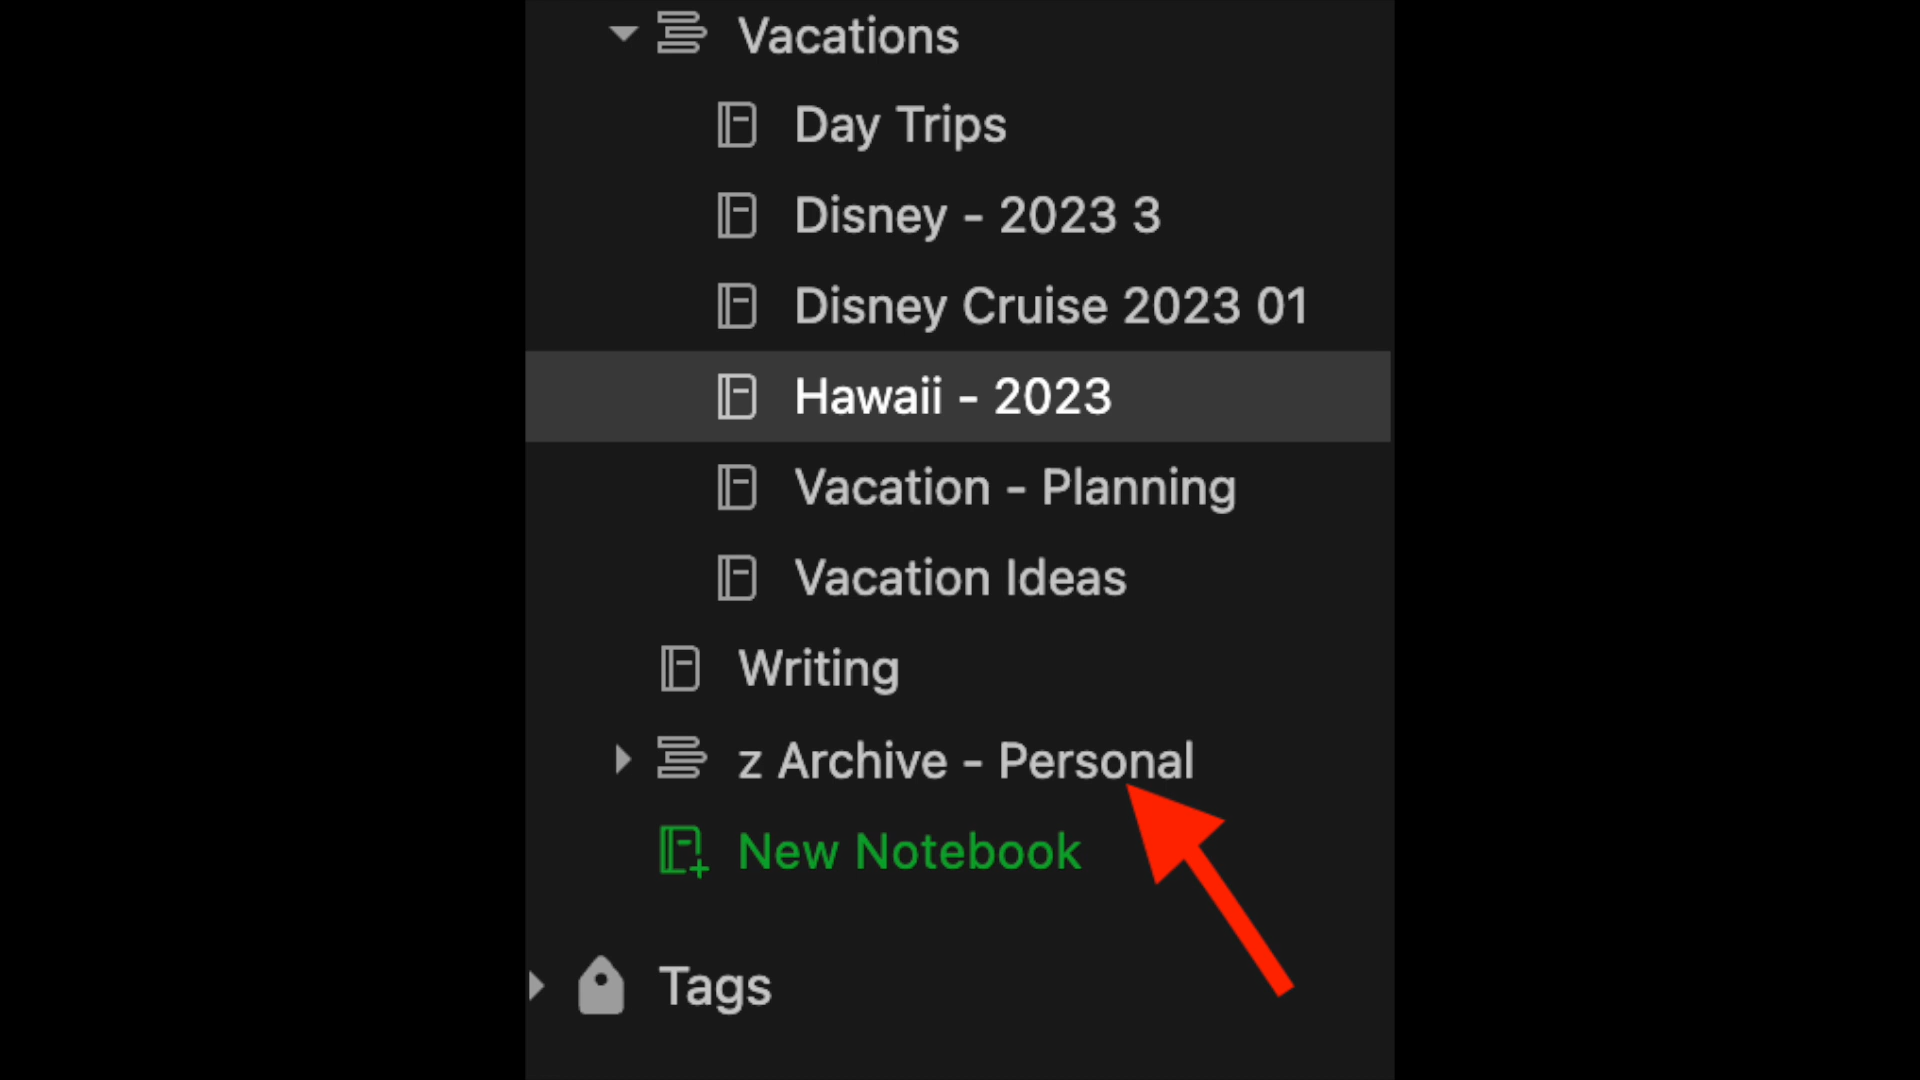 Vacations
Day Trips
Disney - 2023 3
Disney Cruise 2023 01
Hawaii - 2023
Vacation - Planning
Vacation Ideas
Writing
z Archive - Personal
New Notebook
Tags